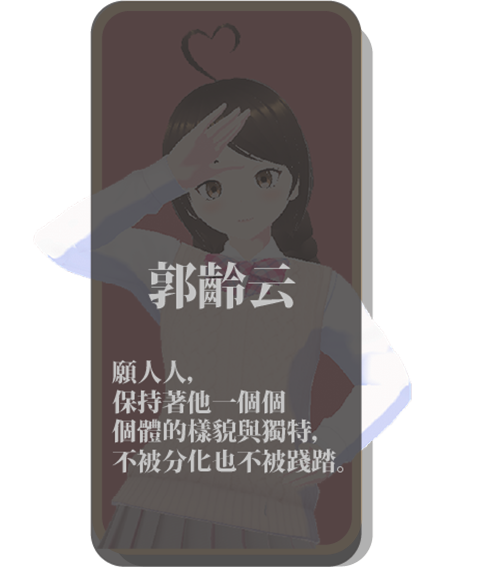 郭齡云
願人人,
保持著他一個個
個體的樣貌與獨特,
不被分化也不被踐踏。